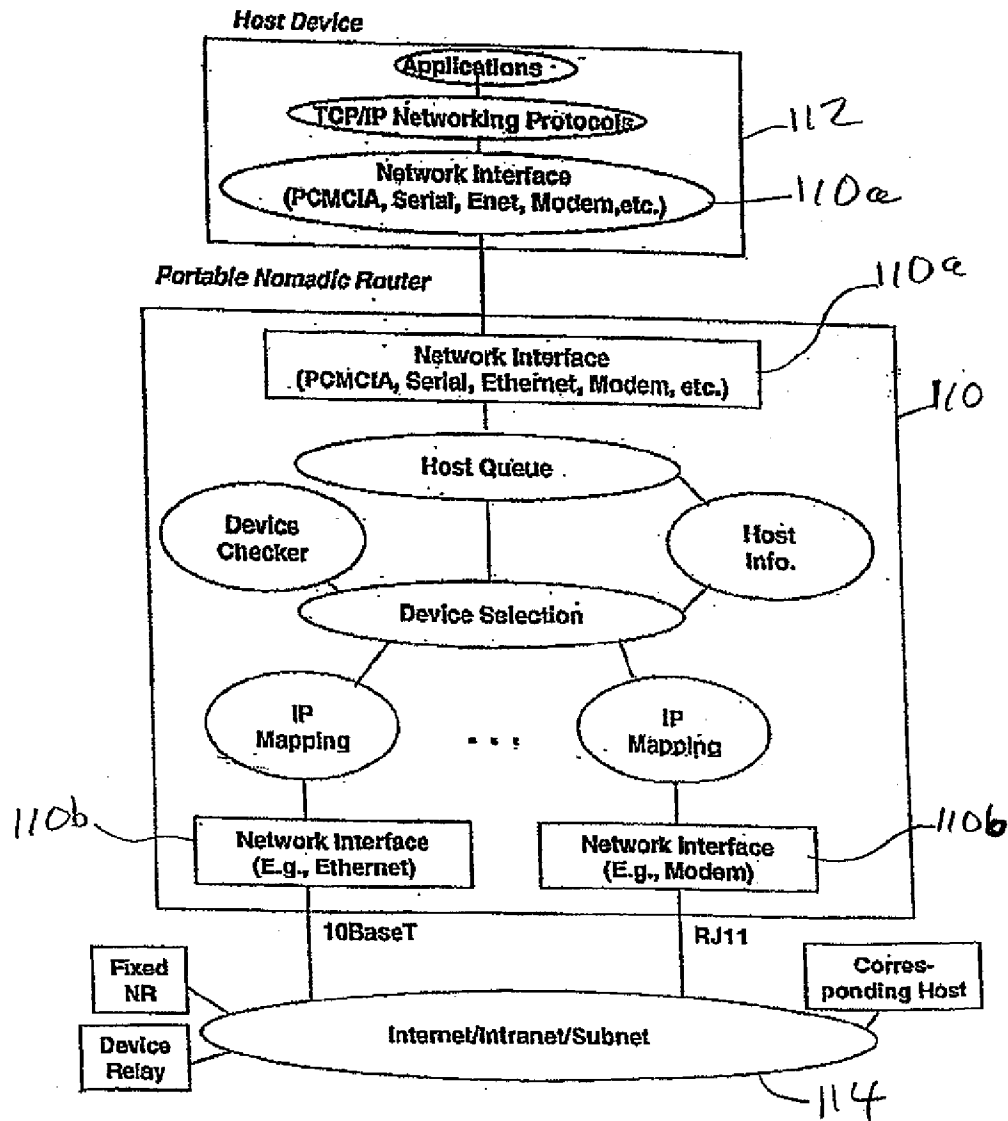 Host Device
Applications
TCP/IP Networking Protocols
112
Network Interface
(PCMCIA, Serial, Enet, Modem,etc.)
110a
Portable Nomadic Router
110a
Network Interface
(PCMCIA, Serial, Ethernet, Modem, etc.)
110
Host Queue
Device
Checker
Host
Info.
Device Selection
IP
Mapping
...
IP
Mapping
110b
Network Interface
(E.g., Ethernet)
Network Interface
(E.g., Modem)
110b
10BaseT
RJ11
Fixed
NR
Corres-
ponding Host
Internet/Intranet/Subnet
Device
Relay
114